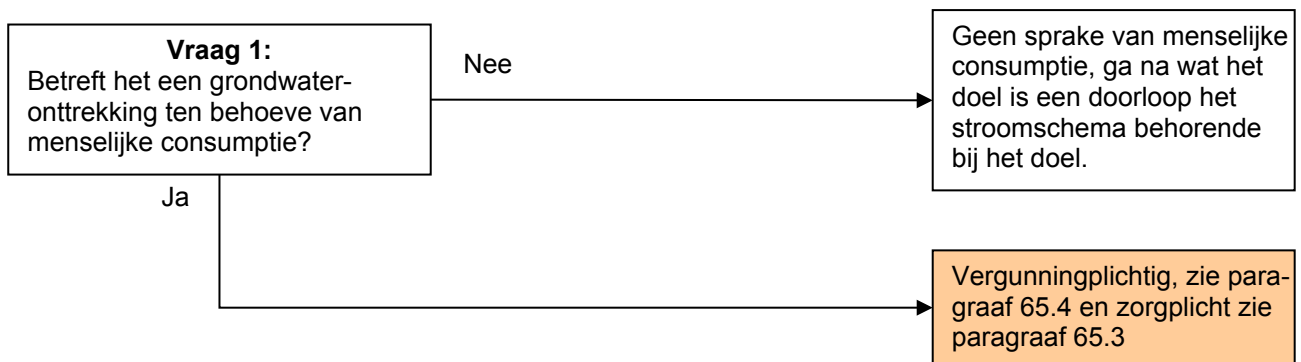 Vraag 1:
Betreft het een grondwater-
onttrekking ten behoeve van
menselijke consumptie?
Nee
Geen sprake van menselijke
consumptie, ga na wat het
doel is een doorloop het
stroomschema behorende
bij het doel.
Ja
Vergunningplichtig, zie para-
graaf 65.4 en zorgplicht zie
paragraaf 65.3